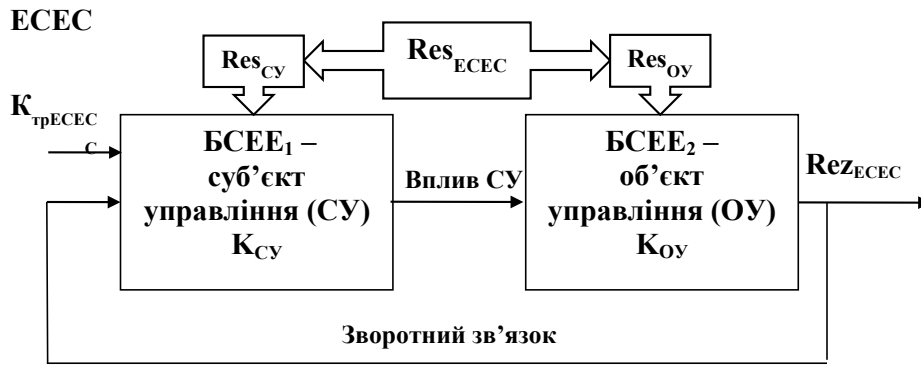 ЕСЕС
Res_СУ
Res_ЕСЕС
Res_ОУ
К_трЕСЕС
С
БСЕЕ₁ –
суб’єкт
управління (СУ)
К_СУ
Вплив СУ
БСЕЕ₂ –
об’єкт
управління (ОУ)
К_ОУ
Rez_ЕСЕС
Зворотний зв’язок